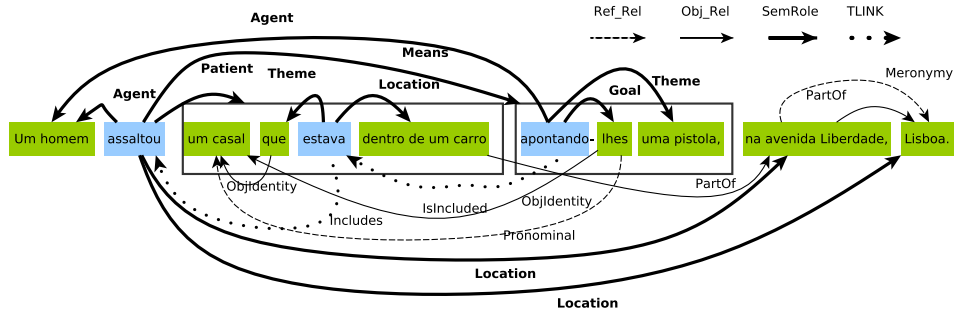 Ref_Rel Obj_Rel SemRole TLINK
Agent
Means
Patient Theme
Location
Theme
Goal
Agent
Meronymy
PartOf
Um homem assaltou um casal que estava dentro de um carro apontando- lhes uma pistola, na avenida Liberdade, Lisboa.
ObjIdentity
PartOf
IsIncluded
ObjIdentity
Includes
Pronominal
Location
Location